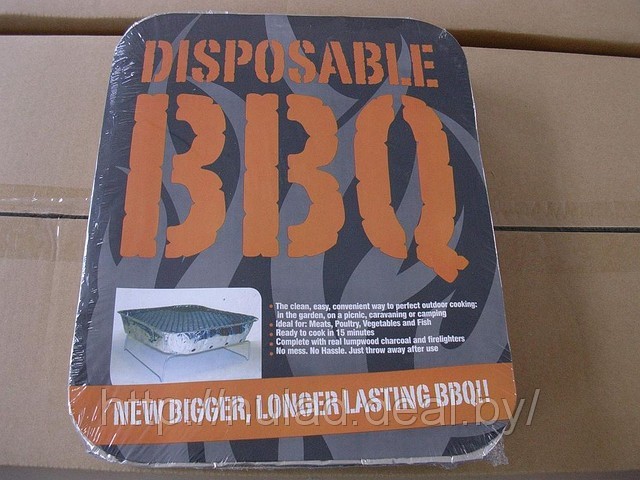 DISPOSABLE
BBQ
The clean, easy, convenient way to perfect outdoor cooking:
in the garden, on a picnic, caravaning or camping
Ideal for: Meats, Poultry, Vegetables and Fish
Ready to cook in 15 minutes
Complete with real lumpwood charcoal and firelighters
No mess. No Hassle. Just throw away after use
NEW BIGGER, LONGER LASTING BBQ!!
http://rulad.deal.by/